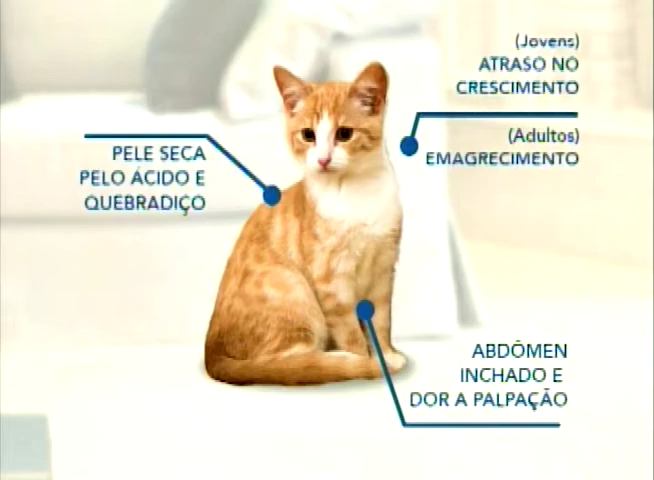 (Jovens)
ATRASO NO
CRESCIMENTO
(Adultos)
EMAGRECIMENTO
PELE SECA
PELO ÁCIDO E
QUEBRADIÇO
ABDÔMEN
INCHADO E
DOR A PALPAÇÃO